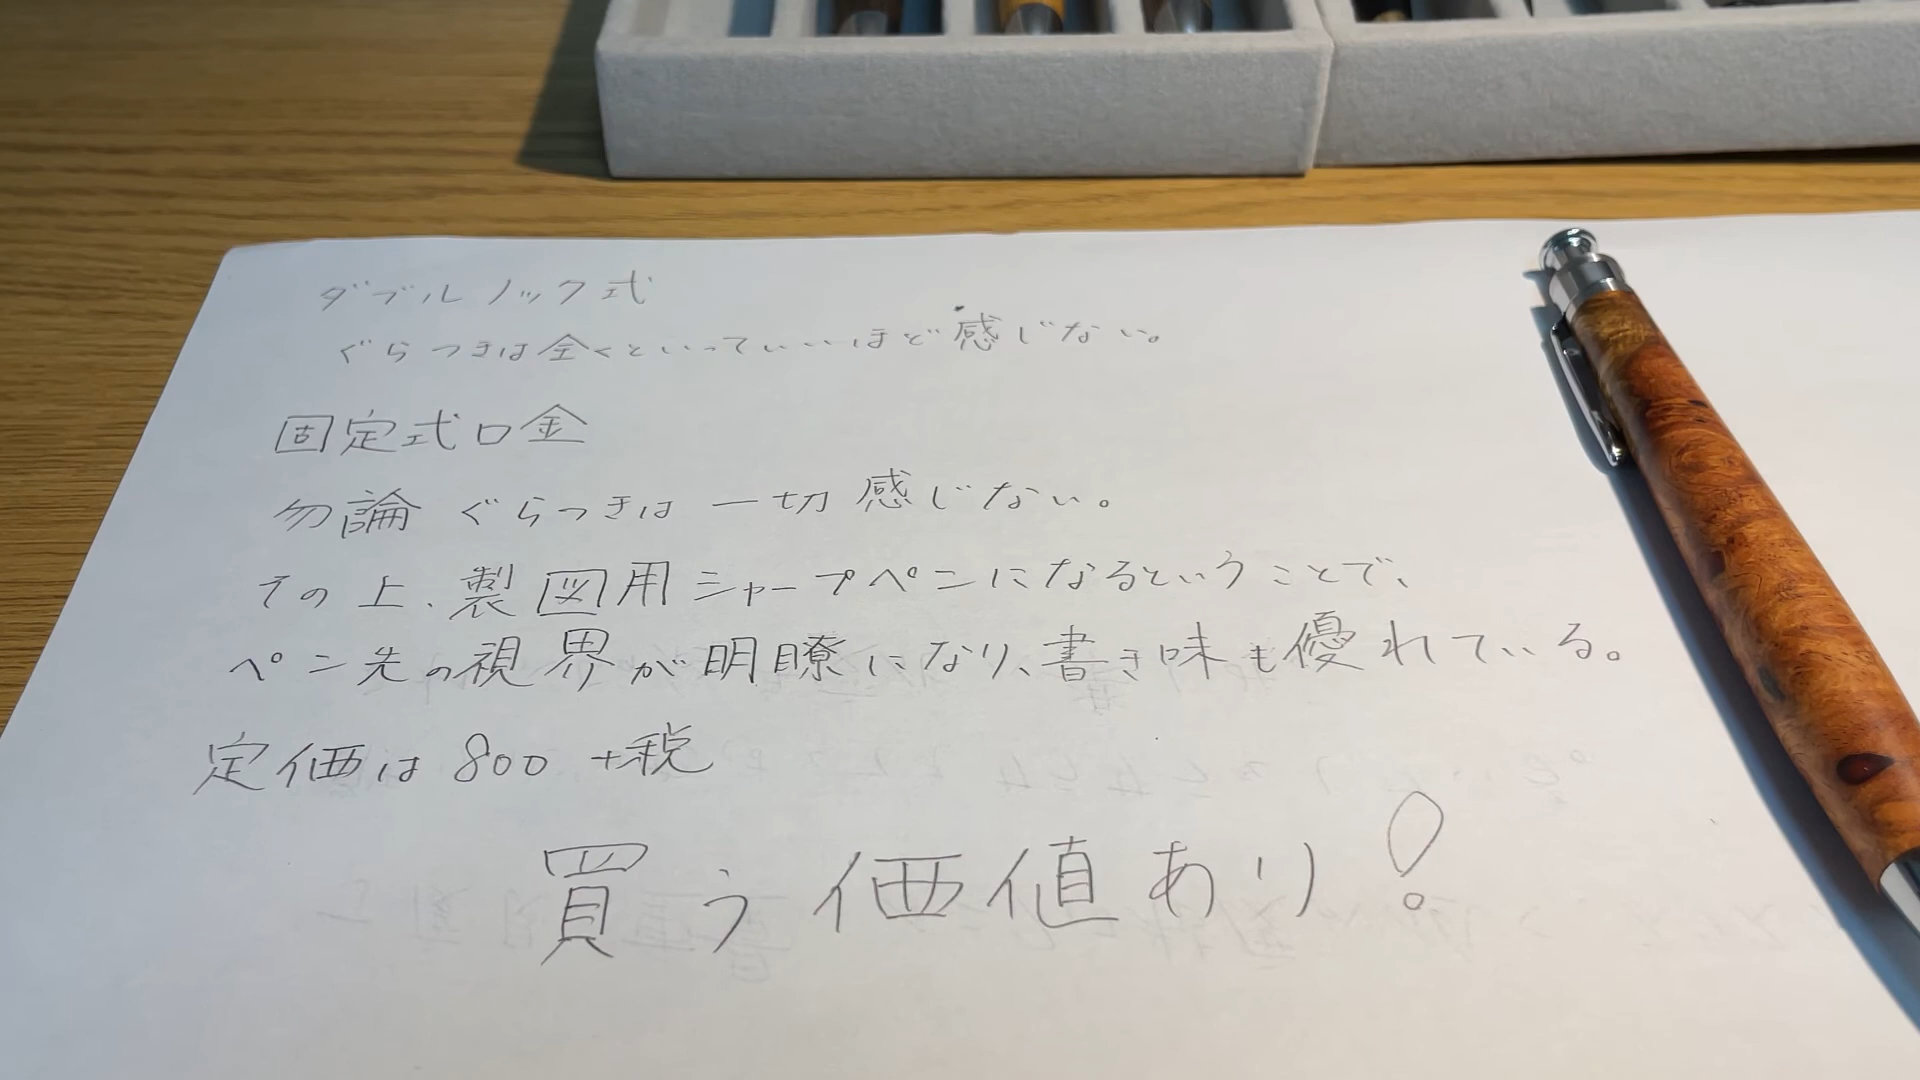 ダブルノック式
ぐらつきは全くといっていいほど感じない。
固定式口金
勿論ぐらつきは一切感じない。
その上、製図用シャープペンになるということで、
ペン先の視界が明瞭になり、書き味も優れている。
定価は800+税
買う価値あり!